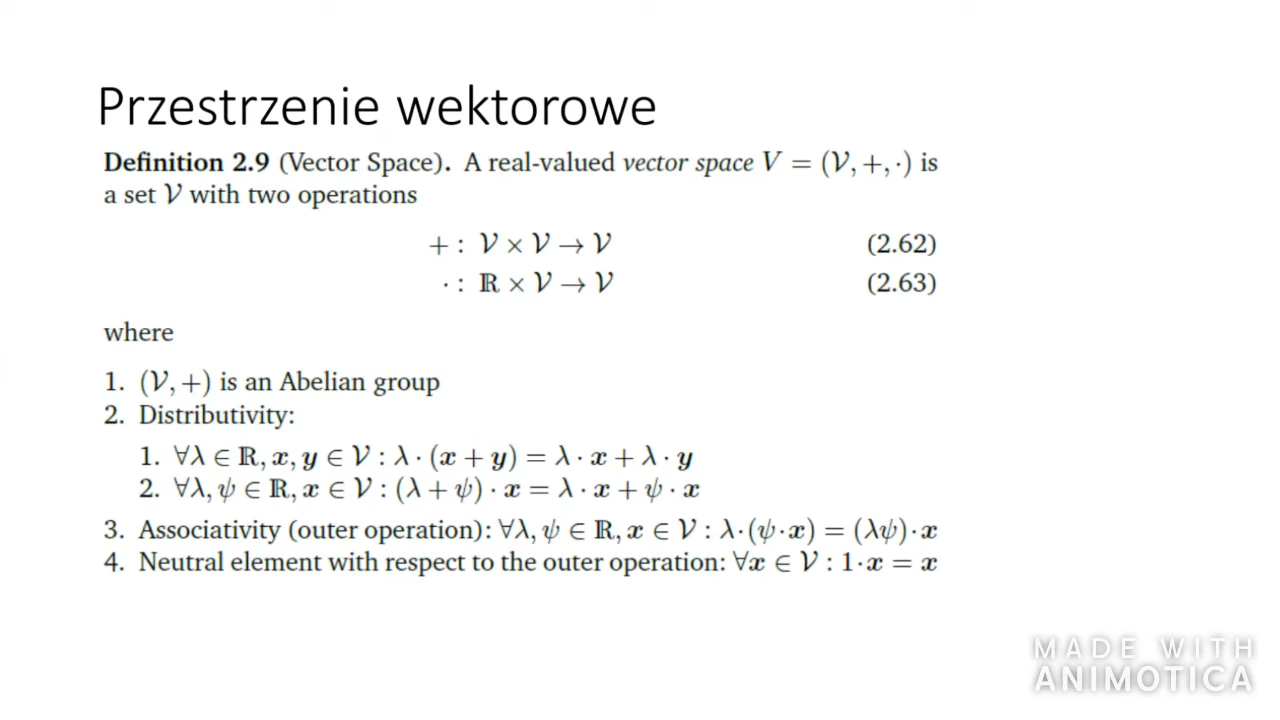 Przestrzenie wektorowe
Definition 2.9 (Vector Space). A real-valued vector space V = (𝒱, +, ·) is
a set 𝒱 with two operations
+ : 𝒱 × 𝒱 → 𝒱 (2.62)
· : ℝ × 𝒱 → 𝒱 (2.63)
where
1. (𝒱, +) is an Abelian group
2. Distributivity:
1. ∀λ ∈ ℝ, x, y ∈ 𝒱 : λ · (x + y) = λ · x + λ · y
2. ∀λ, ψ ∈ ℝ, x ∈ 𝒱 : (λ + ψ) · x = λ · x + ψ · x
3. Associativity (outer operation): ∀λ, ψ ∈ ℝ, x ∈ 𝒱 : λ·(ψ·x) = (λψ)·x
4. Neutral element with respect to the outer operation: ∀x ∈ 𝒱 : 1·x = x
MADE WITH
ANIMOTICA